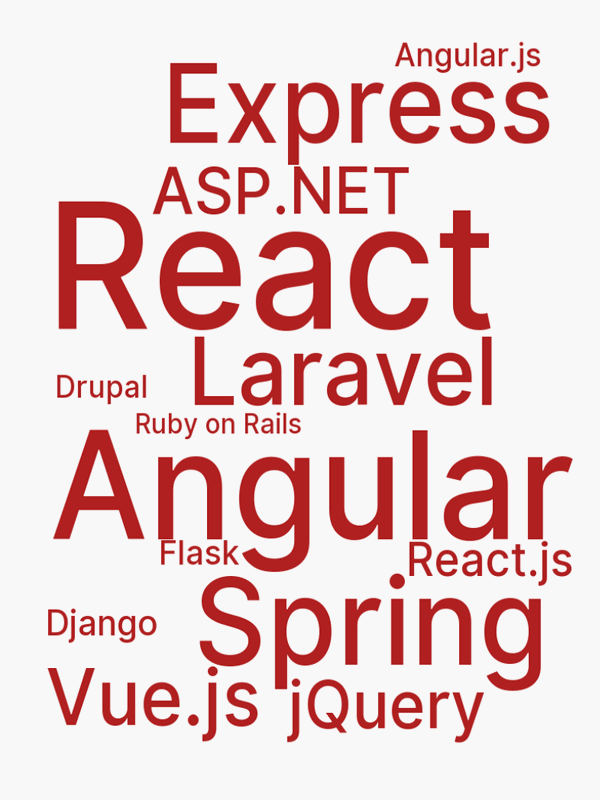 Angular.js
Express
ASP.NET
React
Laravel
Drupal
Ruby on Rails
Angular
Flask
React.js
Spring
Django
Vue.js
jQuery